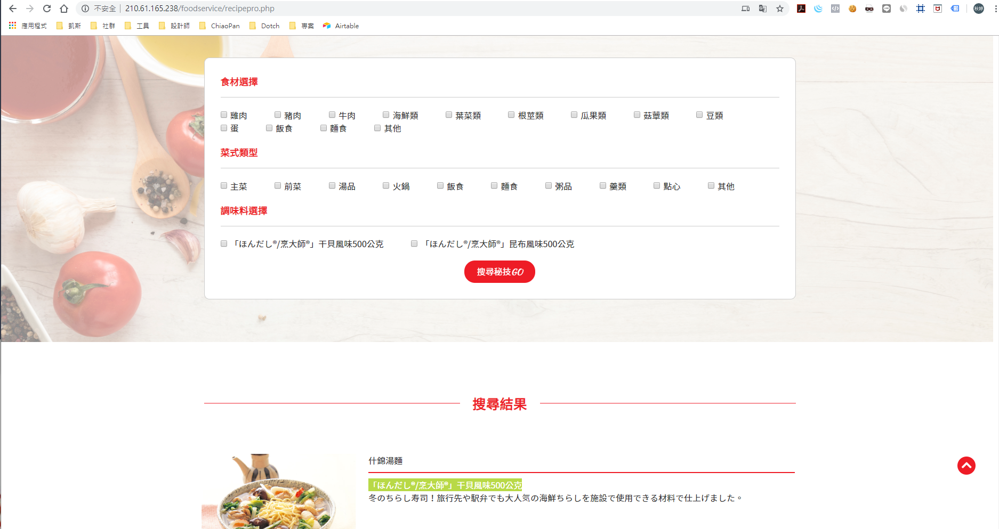 不安全 | 210.61.165.238/foodservice/recipepro.php
應用程式 凱斯 社群 工具 設計師 ChiaoPan Dotch 專案 Airtable
秋婷
食材選擇
雞肉 豬肉 牛肉 海鮮類 葉菜類 根莖類 瓜果類 菇蕈類 豆類
蛋 飯食 麵食 其他
菜式類型
主菜 前菜 湯品 火鍋 飯食 麵食 粥品 羹類 點心 其他
調味料選擇
「ほんだし®/烹大師®」干貝風味500公克 「ほんだし®/烹大師®」昆布風味500公克
搜尋秘技GO
搜尋結果
什錦湯麵
「ほんだし®/烹大師®」干貝風味500公克
冬のちらし寿司！旅行先や駅弁でも大人気の海鮮ちらしを施設で使用できる材料で仕上げました。